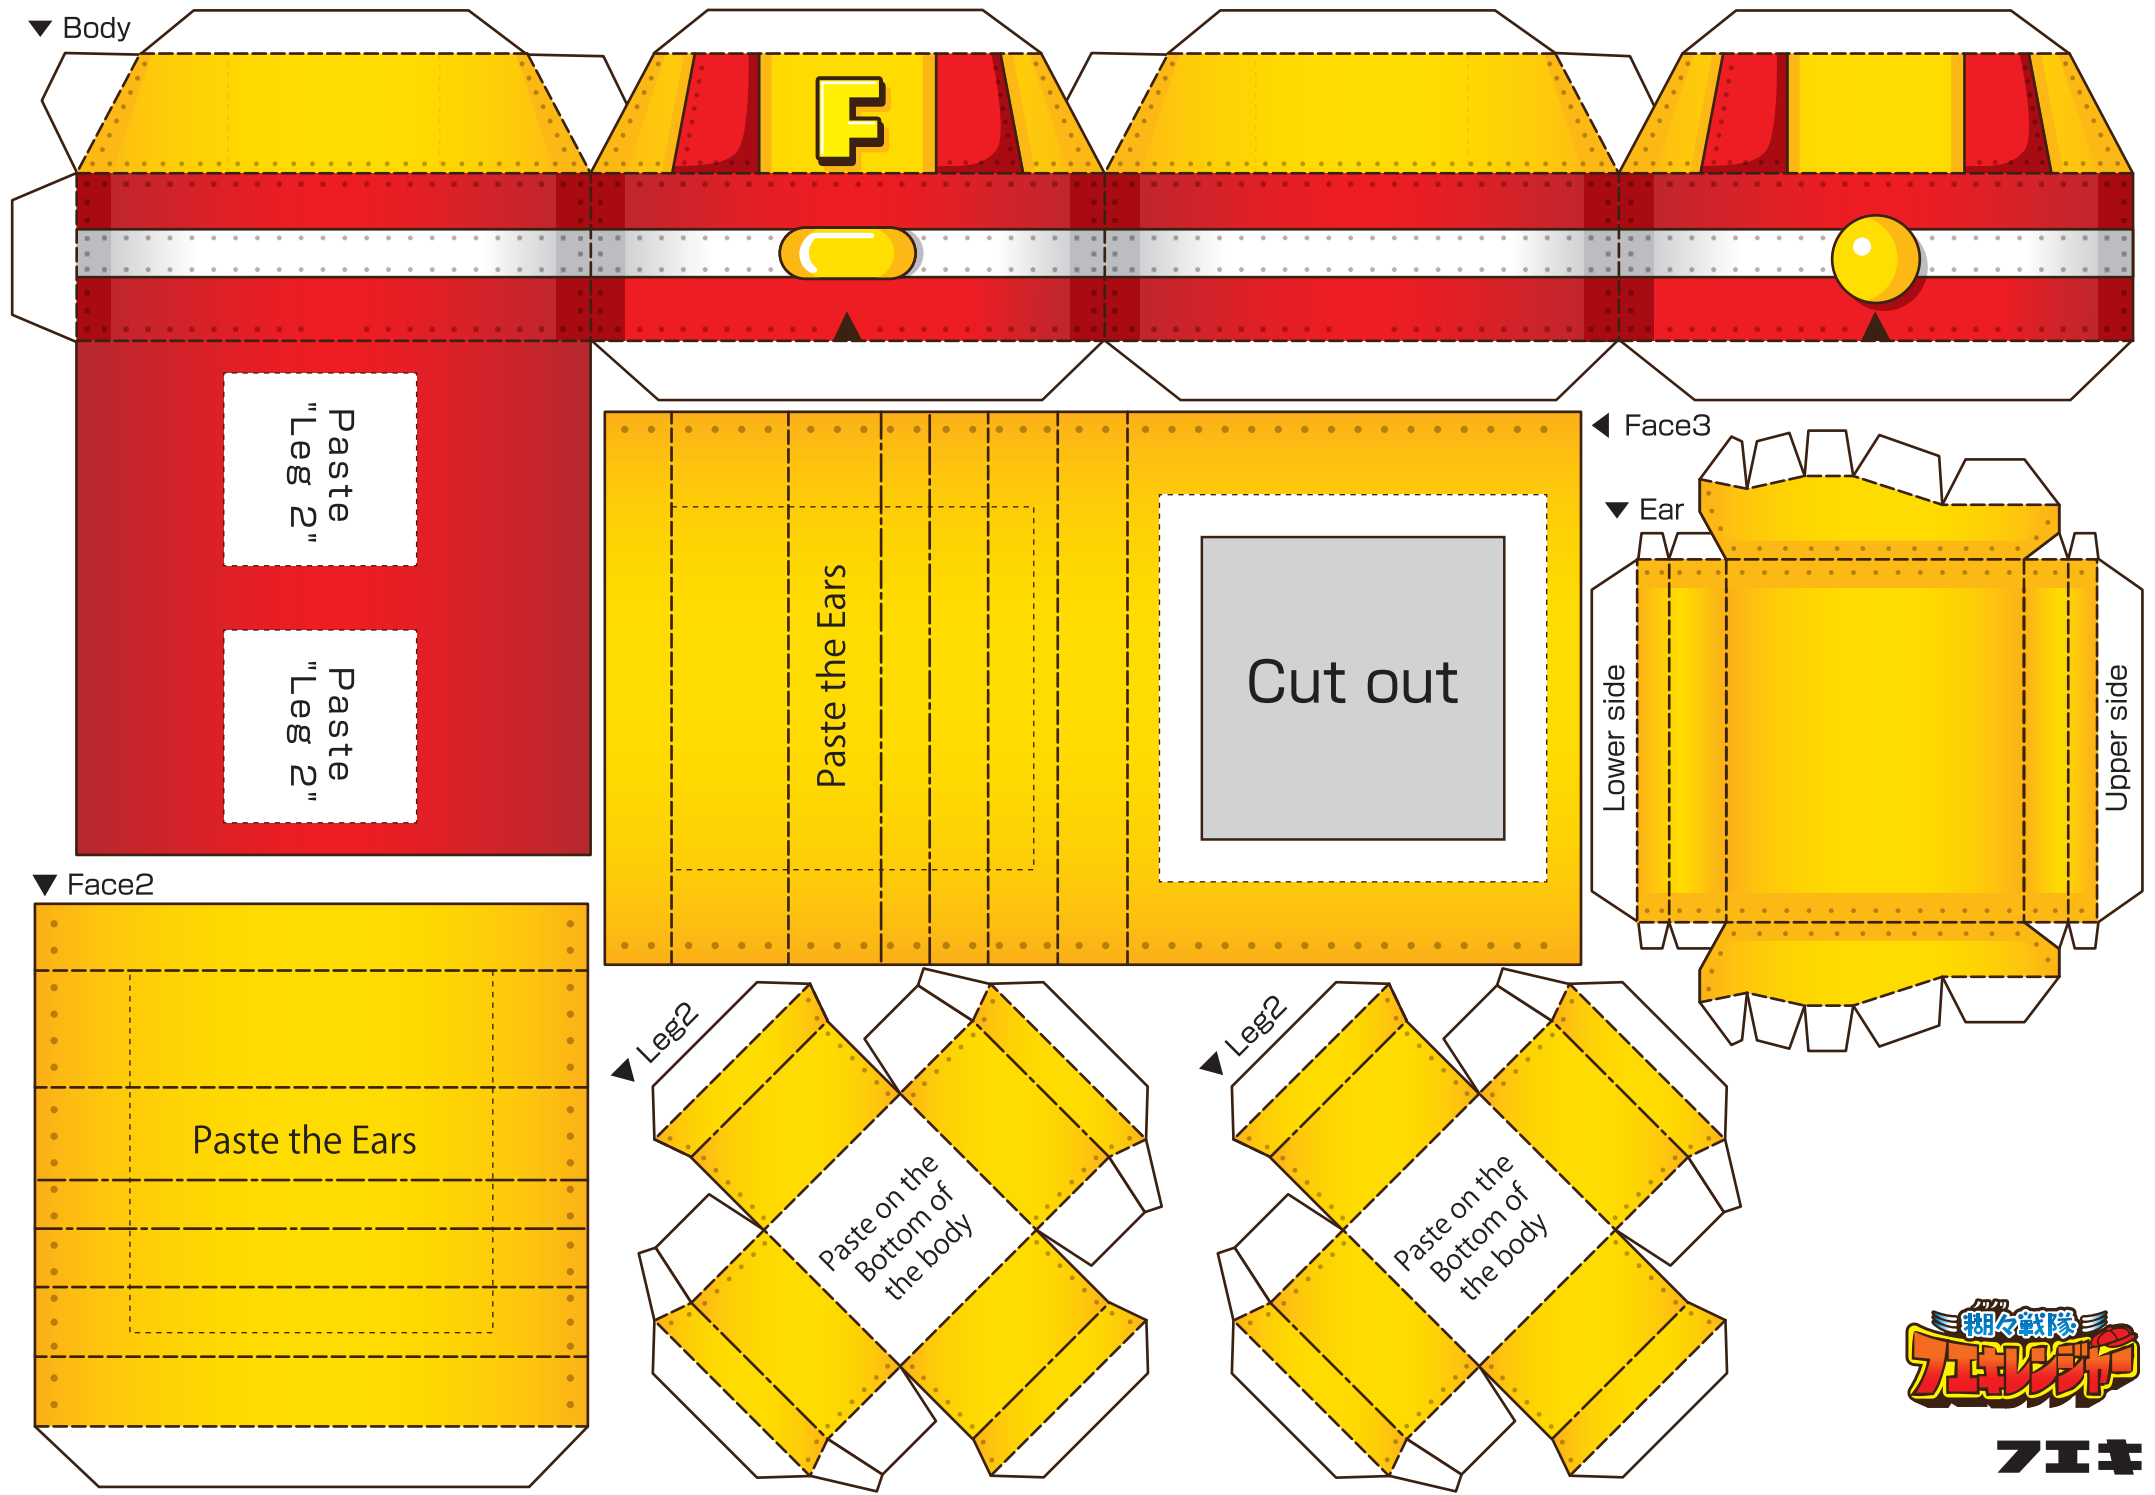 Body
F
Paste
"Leg 2"
Paste
"Leg 2"
Face3
Paste the Ears
Cut out
Ear
Lower side
Upper side
Face2
Paste the Ears
Leg2
Paste on the
Bottom of
the body
Leg2
Paste on the
Bottom of
the body
糊々戦隊
フエキレンジャー
フエキ